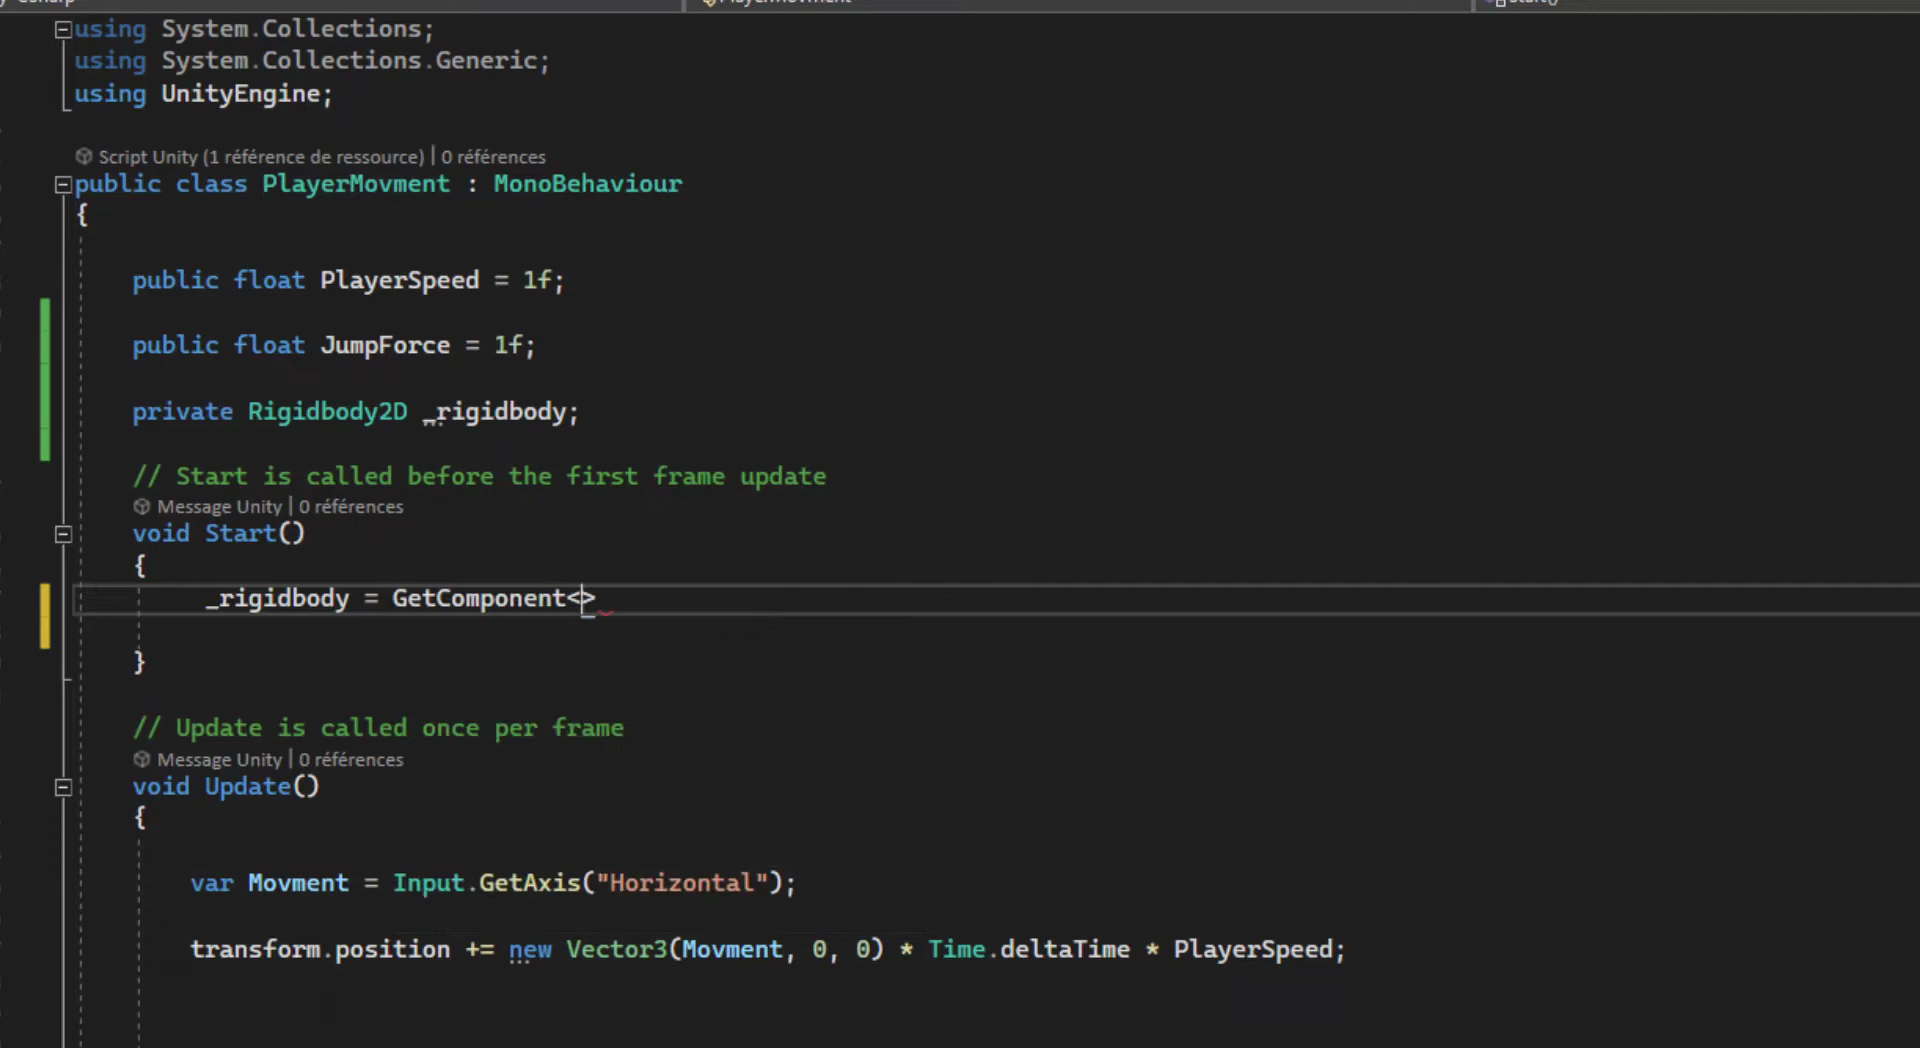 using System.Collections;
using System.Collections.Generic;
using UnityEngine;
Script Unity (1 référence de ressource) | 0 références
public class PlayerMovment : MonoBehaviour
{
public float PlayerSpeed = 1f;
public float JumpForce = 1f;
private Rigidbody2D _rigidbody;
// Start is called before the first frame update
Message Unity | 0 références
void Start()
{
_rigidbody = GetComponent<>
}
// Update is called once per frame
Message Unity | 0 références
void Update()
{
var Movment = Input.GetAxis("Horizontal");
transform.position += new Vector3(Movment, 0, 0) * Time.deltaTime * PlayerSpeed;